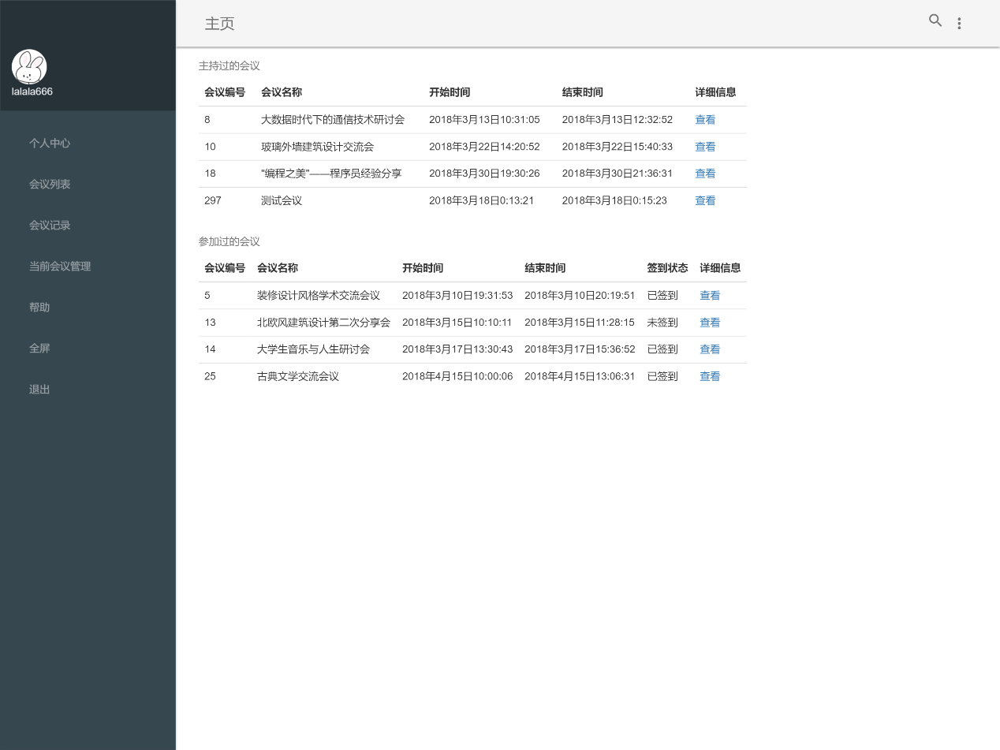 lalala666
个人中心
会议列表
会议记录
当前会议管理
帮助
全屏
退出
主页
主持过的会议
会议编号 会议名称 开始时间 结束时间 详细信息
8 大数据时代下的通信技术研讨会 2018年3月13日10:31:05 2018年3月13日12:32:52 查看
10 玻璃外墙建筑设计交流会 2018年3月22日14:20:52 2018年3月22日15:40:33 查看
18 "编程之美"——程序员经验分享 2018年3月30日19:30:26 2018年3月30日21:36:31 查看
297 测试会议 2018年3月18日0:13:21 2018年3月18日0:15:23 查看
参加过的会议
会议编号 会议名称 开始时间 结束时间 签到状态 详细信息
5 装修设计风格学术交流会议 2018年3月10日19:31:53 2018年3月10日20:19:51 已签到 查看
13 北欧风建筑设计第二次分享会 2018年3月15日10:10:11 2018年3月15日11:28:15 未签到 查看
14 大学生音乐与人生研讨会 2018年3月17日13:30:43 2018年3月17日15:36:52 已签到 查看
25 古典文学交流会议 2018年4月15日10:00:06 2018年4月15日13:06:31 已签到 查看